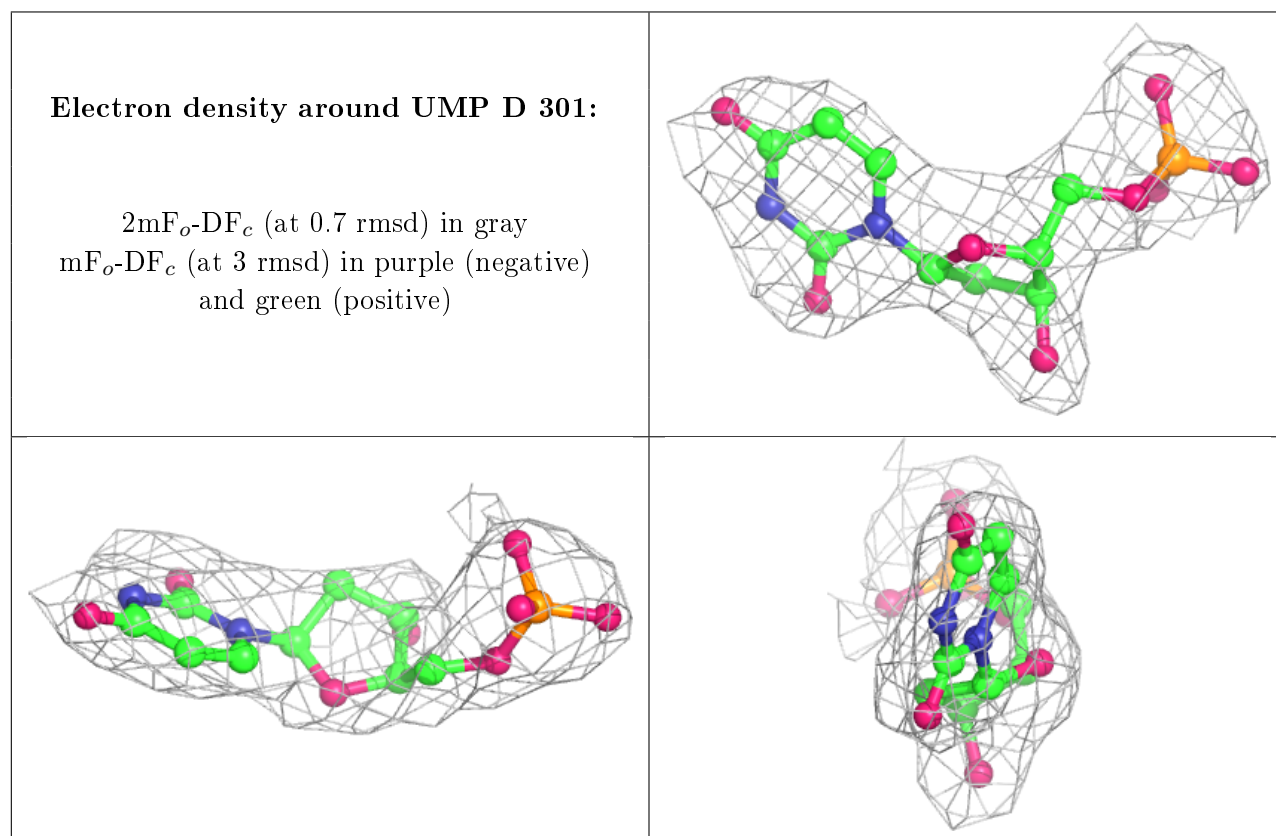 Electron density around UMP D 301:
2mFo-DFc (at 0.7 rmsd) in gray
mFo-DFc (at 3 rmsd) in purple (negative)
and green (positive)